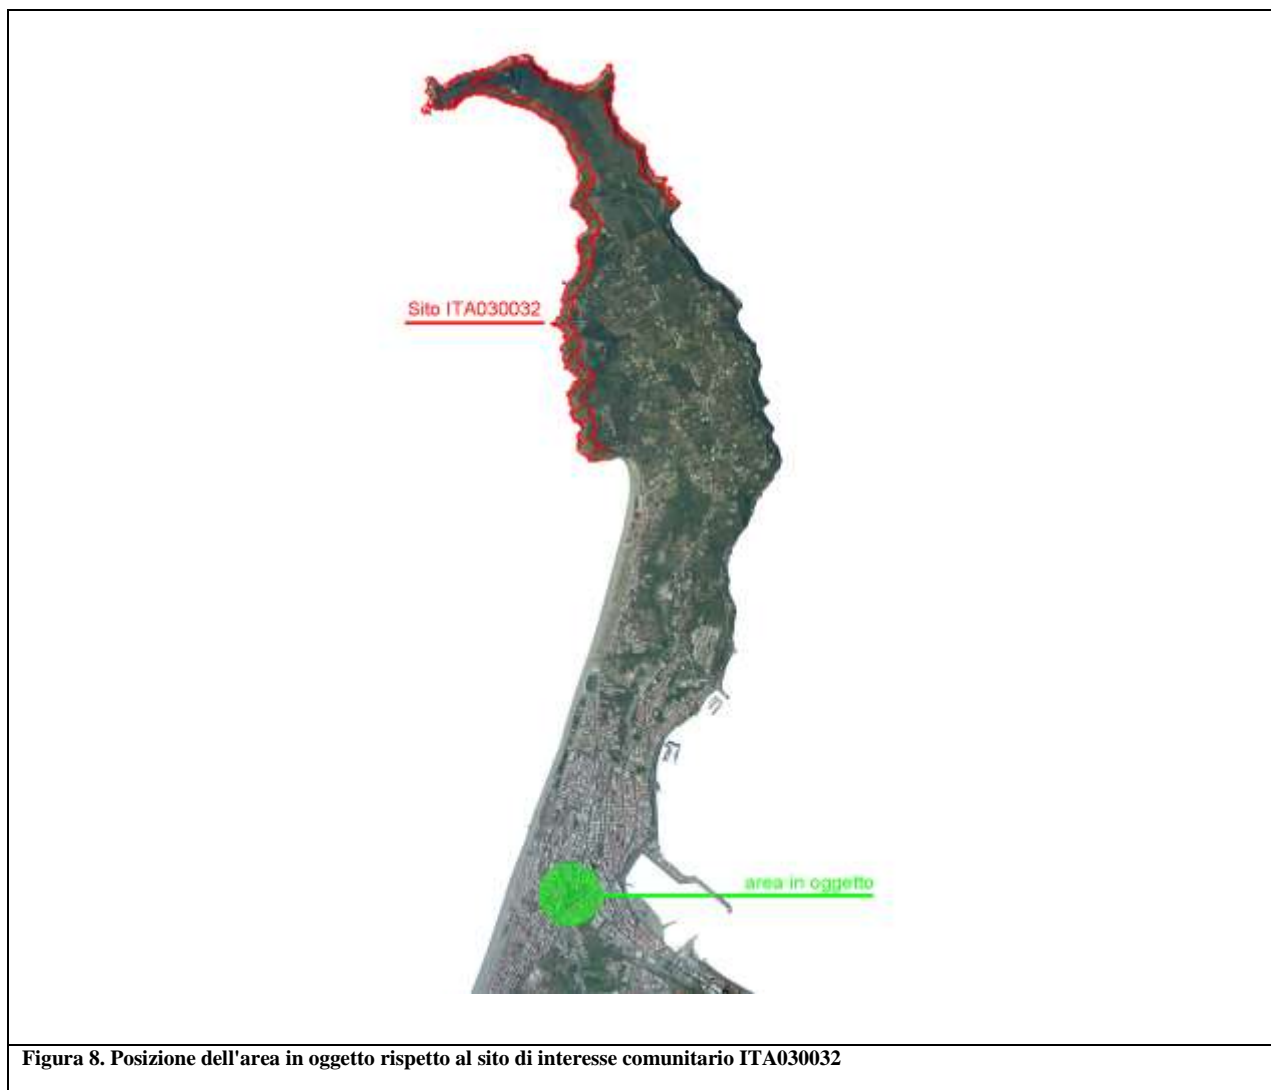 Sito ITA030032
area in oggetto
Figura 8. Posizione dell'area in oggetto rispetto al sito di interesse comunitario ITA030032